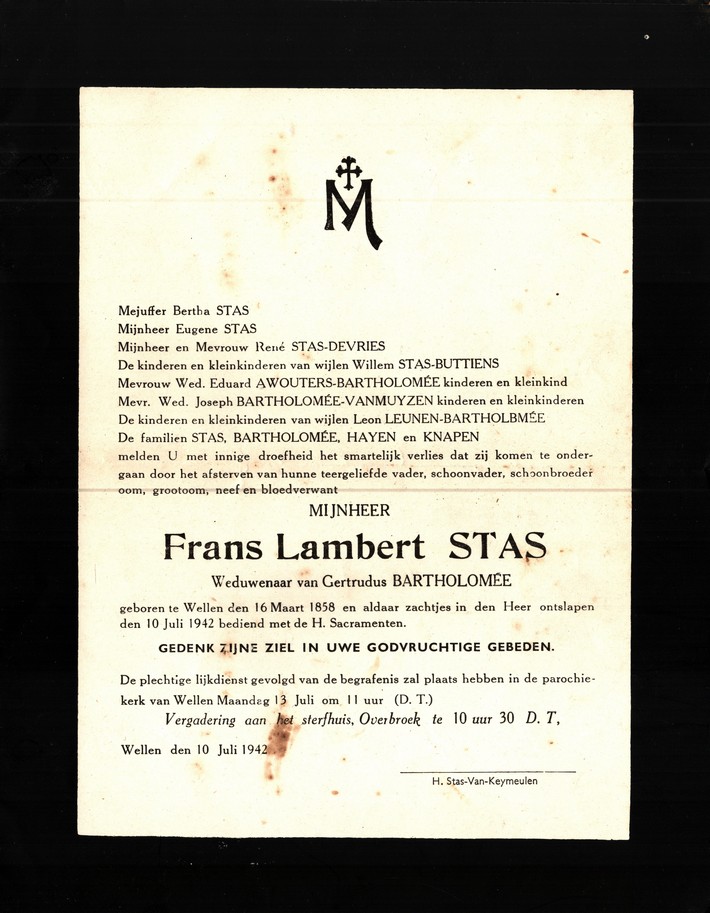 M
Mejuffer Bertha STAS
Mijnheer Eugene STAS
Mijnheer en Mevrouw René STAS-DEVRIES
De kinderen en kleinkinderen van wijlen Willem STAS-BUTTIENS
Mevrouw Wed. Eduard AWOUTERS-BARTHOLOMÉE kinderen en kleinkind
Mevr. Wed. Joseph BARTHOLOMÉE-VANMUYZEN kinderen en kleinkinderen
De kinderen en kleinkinderen van wijlen Leon LEUNEN-BARTHOLBMÉE
De familien STAS, BARTHOLOMÉE, HAYEN en KNAPEN
melden U met innige droefheid het smartelijk verlies dat zij komen te onder-
gaan door het afsterven van hunne teergeliefde vader, schoonvader, schoonbroeder
oom, grootoom, neef en bloedverwant
MIJNHEER
Frans Lambert STAS
Weduwenaar van Gertrudus BARTHOLOMÉE
geboren te Wellen den 16 Maart 1858 en aldaar zachtjes in den Heer ontslapen
den 10 Juli 1942 bediend met de H. Sacramenten.
GEDENK ZIJNE ZIEL IN UWE GODVRUCHTIGE GEBEDEN.
De plechtige lijkdienst gevolgd van de begrafenis zal plaats hebben in de parochie-
kerk van Wellen Maandag 13 Juli om 11 uur (D. T.)
Vergadering aan het sterfhuis, Overbroek te 10 uur 30 D. T,
Wellen den 10 Juli 1942
H. Stas-Van-Keymeulen